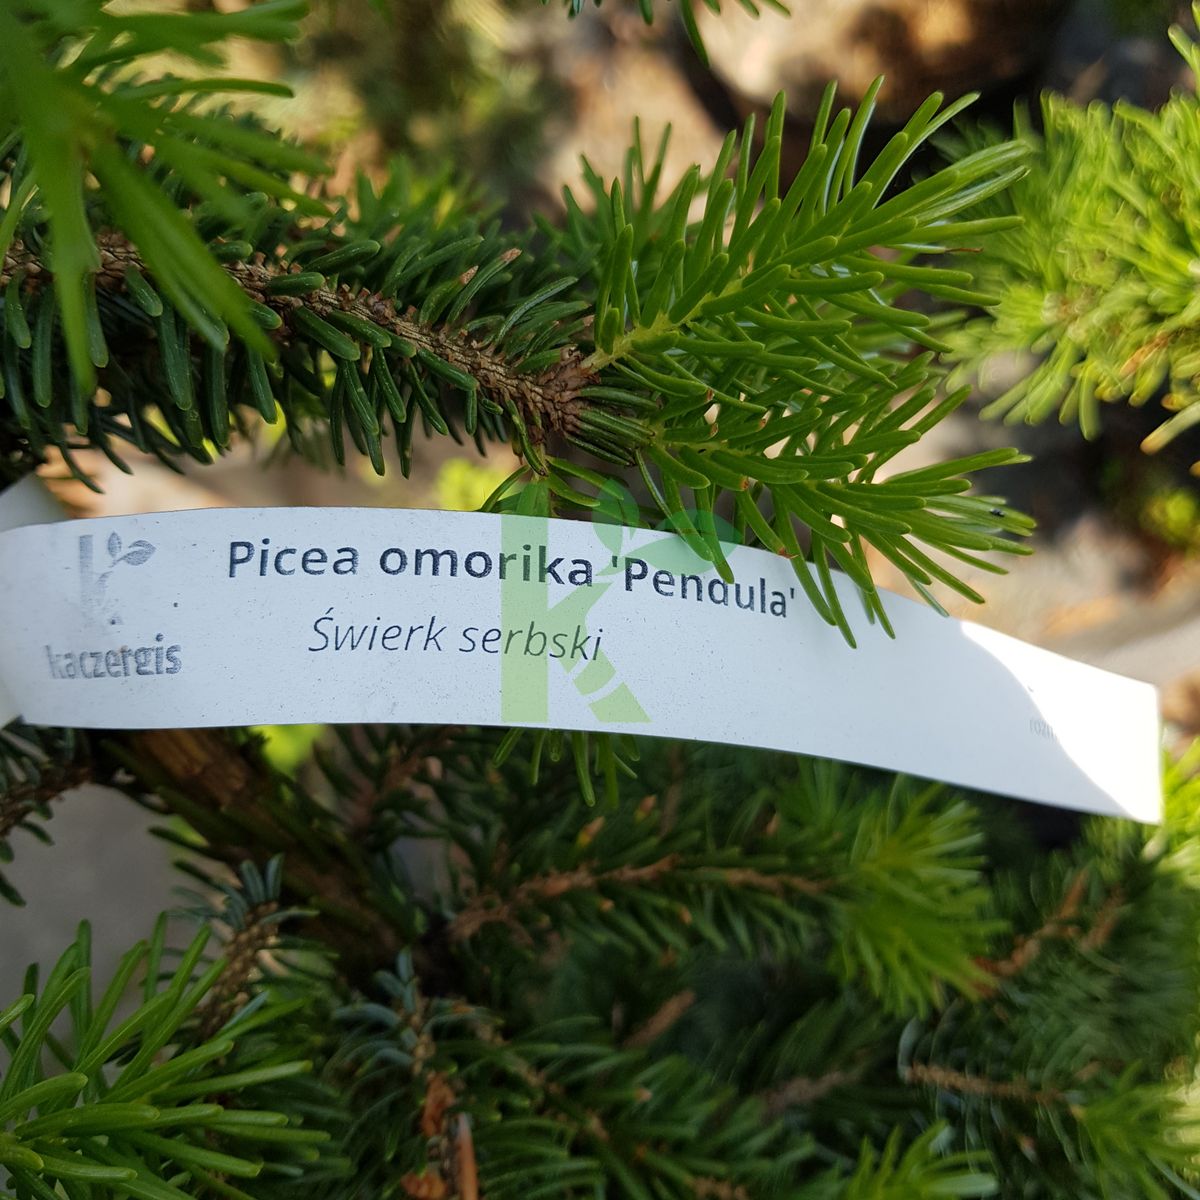 Picea omorika 'Pendula'
Świerk serbski
kaczergis